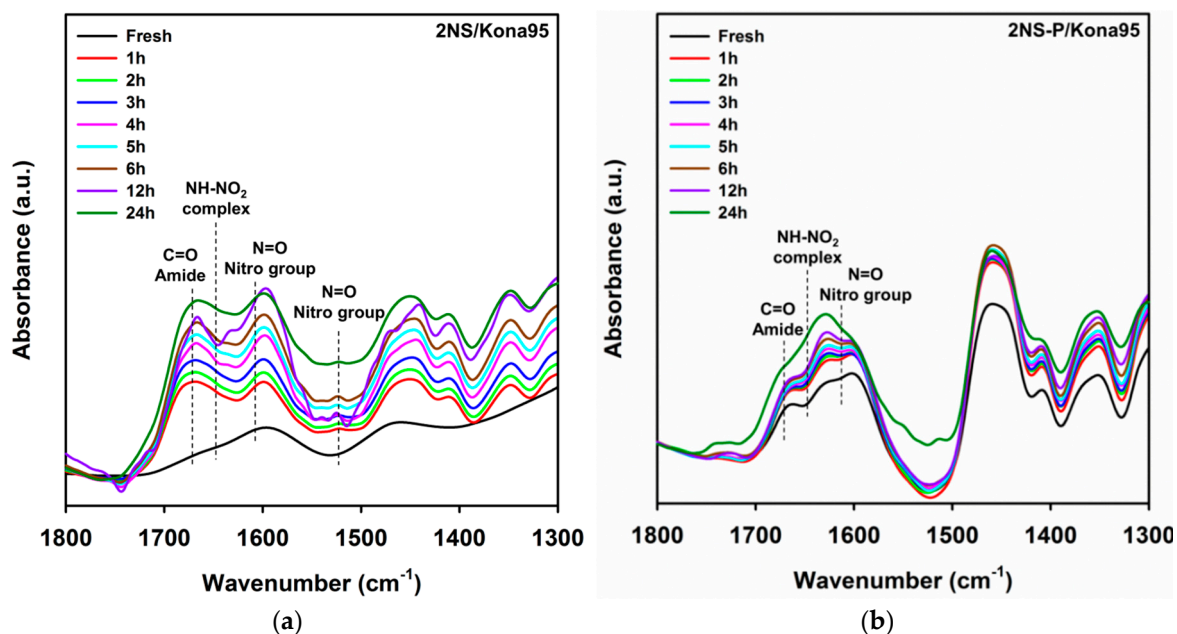 2NS/Kona95
Fresh
1h
2h
3h
4h
5h
6h
12h
24h
NH-NO2
complex
C=O
Amide
N=O
Nitro group
N=O
Nitro group
Absorbance (a.u.)
1800 1700 1600 1500 1400 1300
Wavenumber (cm-1)
(a)
2NS-P/Kona95
Fresh
1h
2h
3h
4h
5h
6h
12h
24h
NH-NO2
complex
N=O
Nitro group
C=O
Amide
Absorbance (a.u.)
1800 1700 1600 1500 1400 1300
Wavenumber (cm-1)
(b)